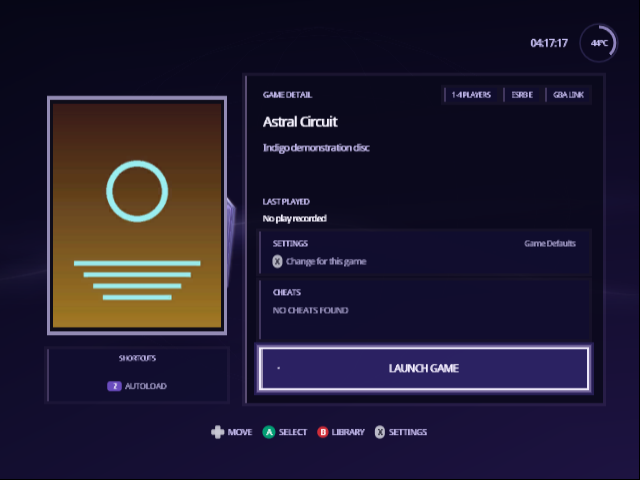 04:17:17
44°C
GAME DETAIL
1-4 PLAYERS
ESRB E
GBA LINK
Astral Circuit
Indigo demonstration disc
LAST PLAYED
No play recorded
SETTINGS
Game Defaults
X Change for this game
CHEATS
NO CHEATS FOUND
LAUNCH GAME
SHORTCUTS
Z AUTOLOAD
MOVE A SELECT B LIBRARY X SETTINGS